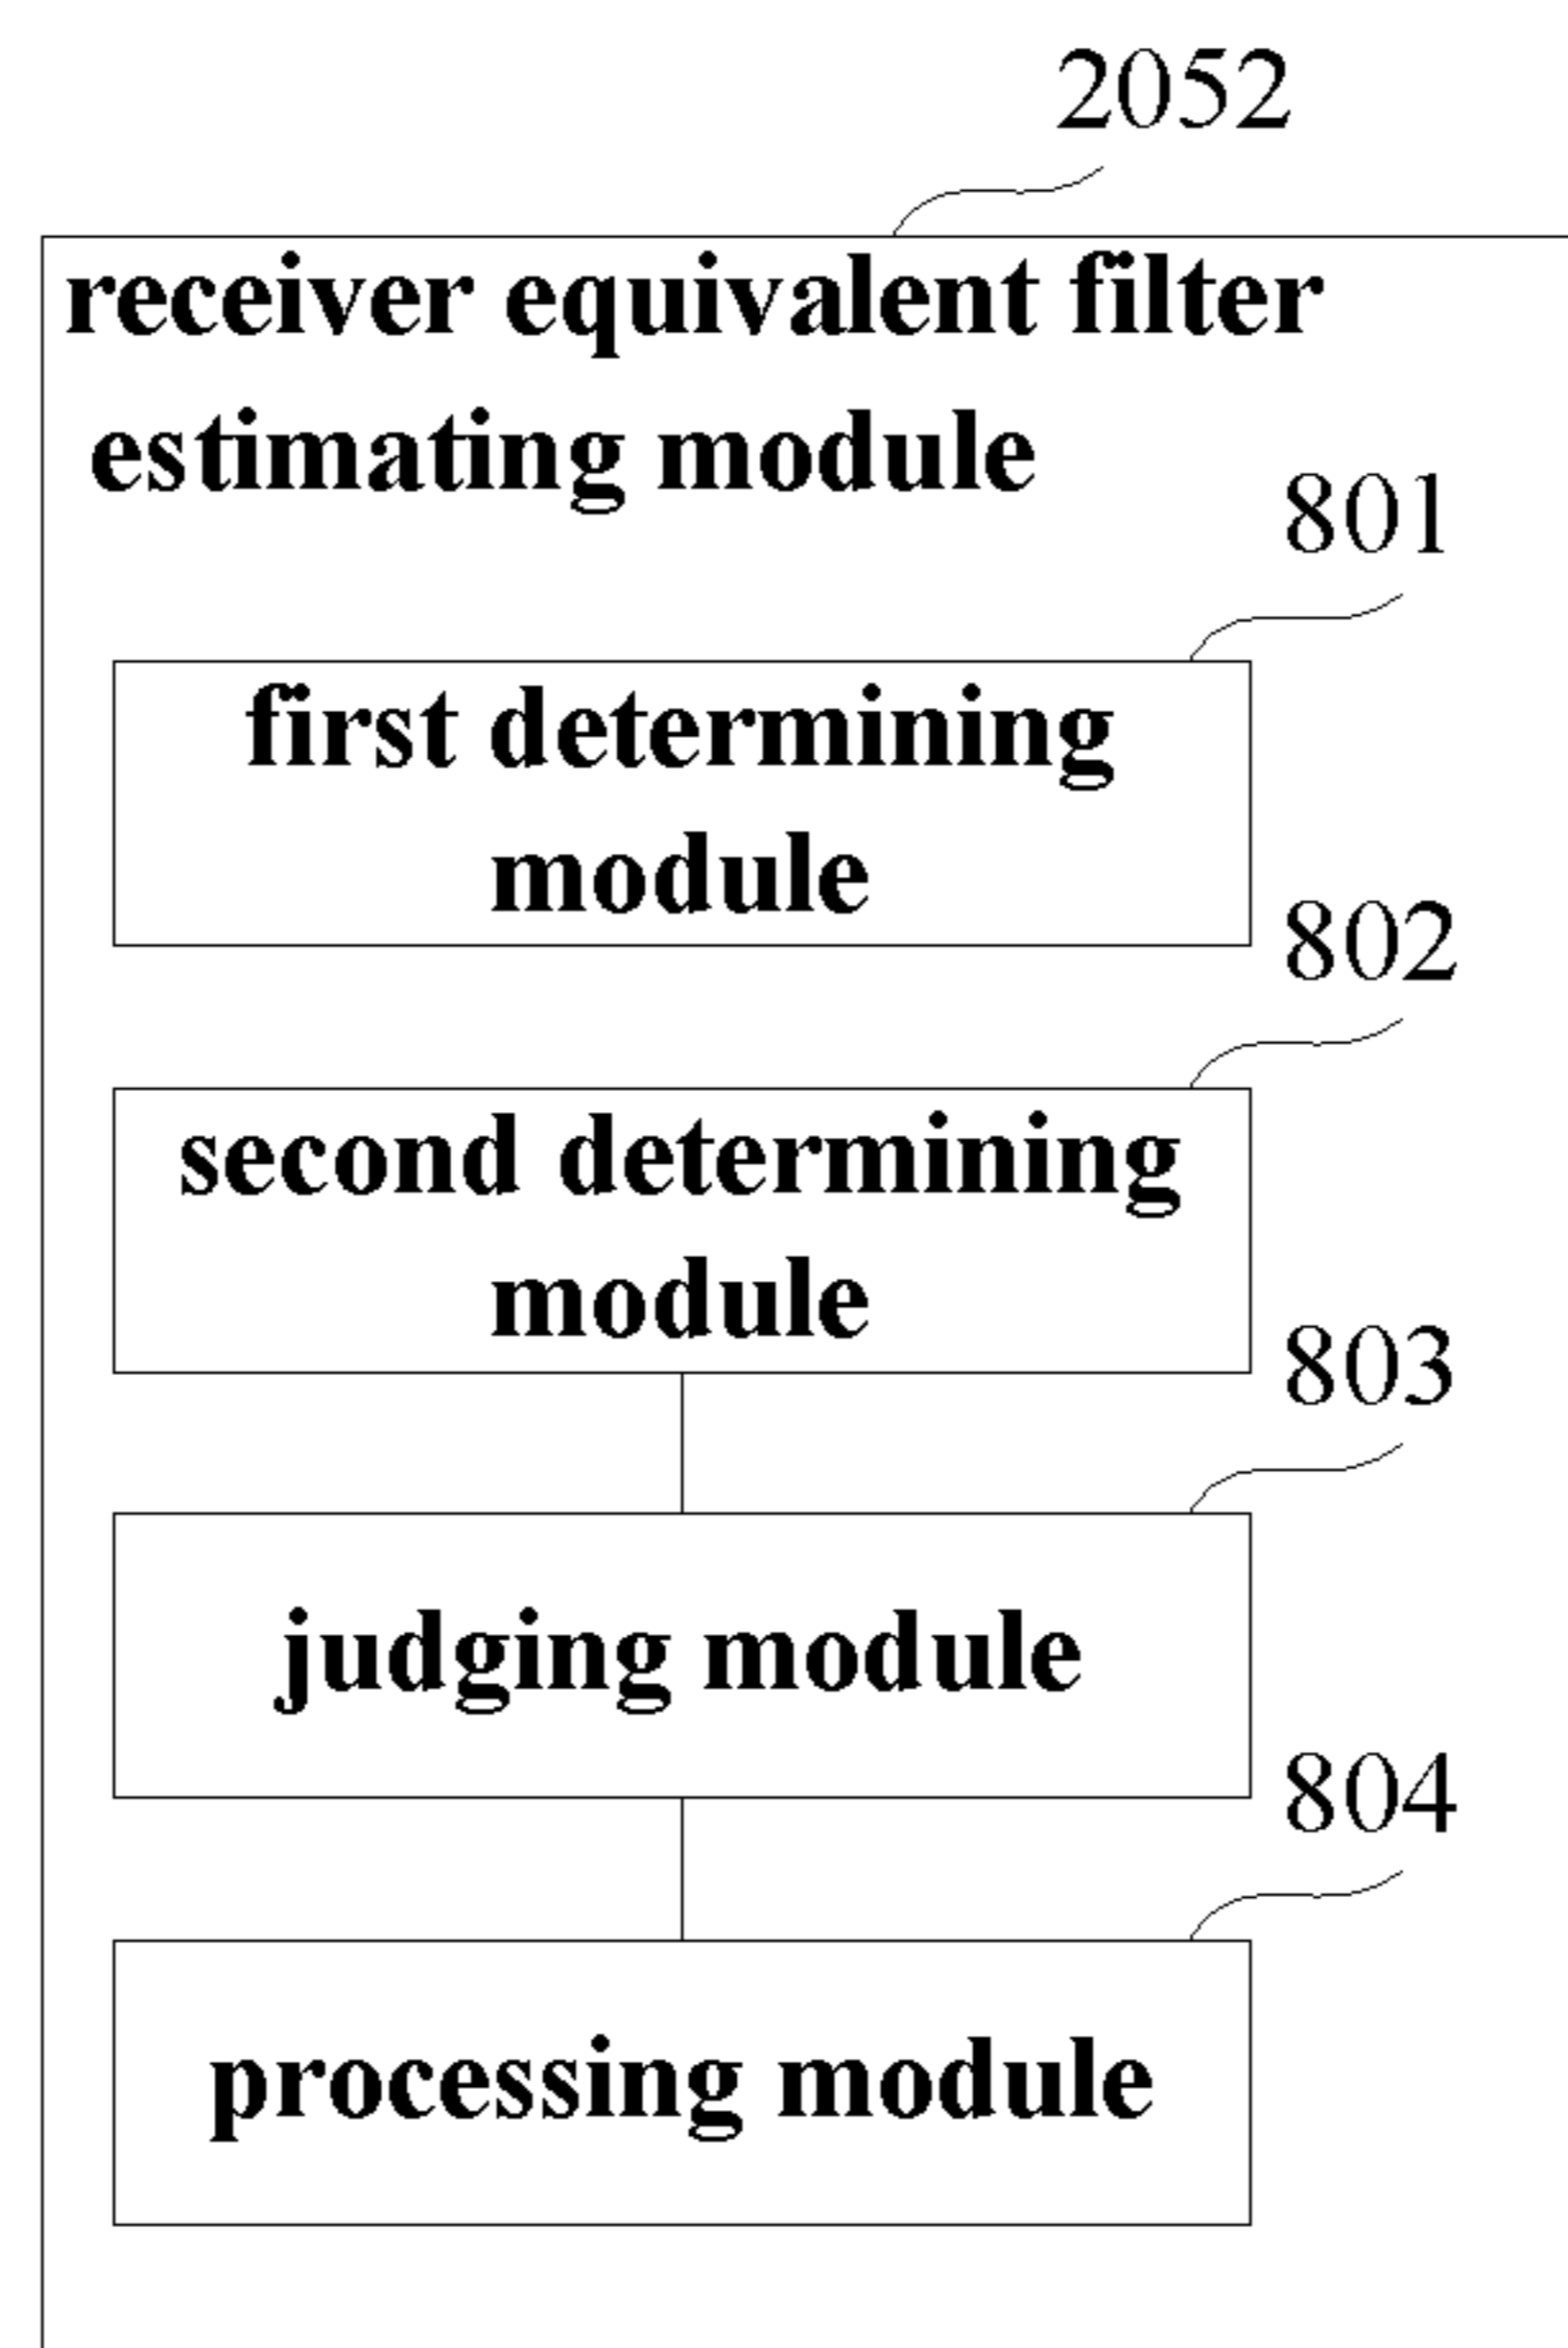 2052
receiver equivalent filter
estimating module
801
first determining
module
802
second determining
module
803
judging module
804
processing module